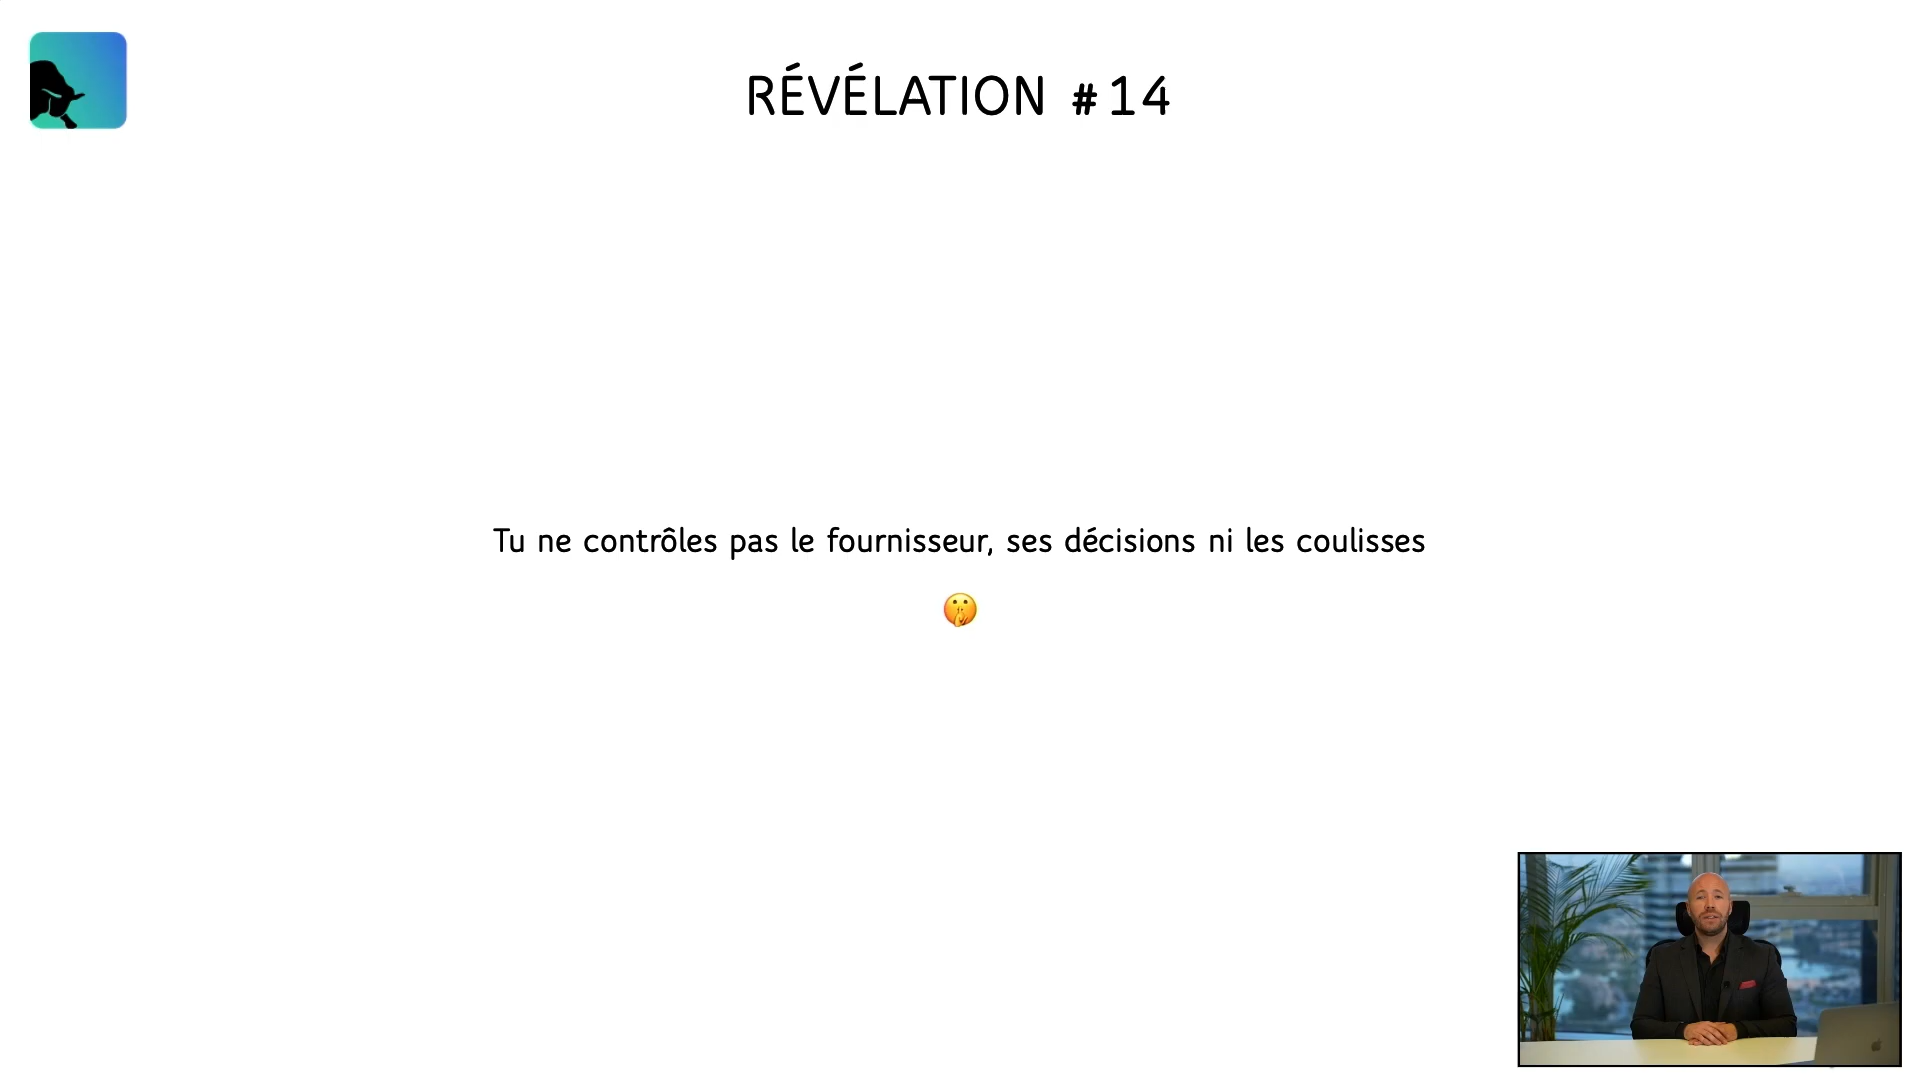 RÉVÉLATION #14
Tu ne contrôles pas le fournisseur, ses décisions ni les coulisses
🤫